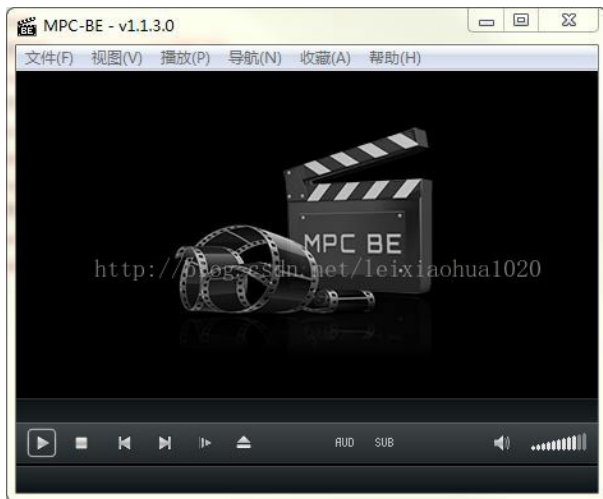 MPC-BE - v1.1.3.0
文件(F) 视图(V) 播放(P) 导航(N) 收藏(A) 帮助(H)
MPC BE
http://blog.csdn.net/leixiaohua1020
AUD SUB